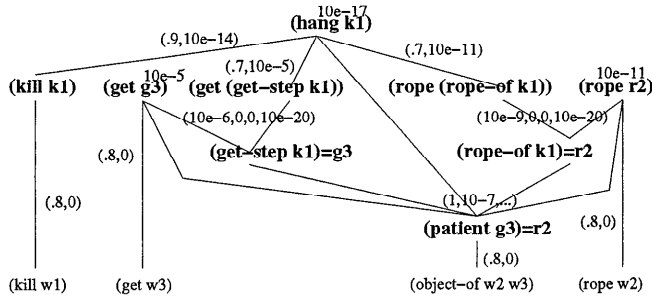 10e−17
(hang k1)
(.9,10e−14)
(.7,10e−11)
(kill k1)
10e−5
(get g3)
(.7,10e−5)
(get (get−step k1))
(rope (rope−of k1))
10e−11
(rope r2)
(10e−6,0,0,10e−20)
(10e−9,0,0,10e−20)
(.8,0)
(get−step k1)=g3
(rope−of k1)=r2
(.8,0)
(1,10−7,...)
(patient g3)=r2
(.8,0)
(.8,0)
(kill w1)
(get w3)
(object−of w2 w3)
(rope w2)